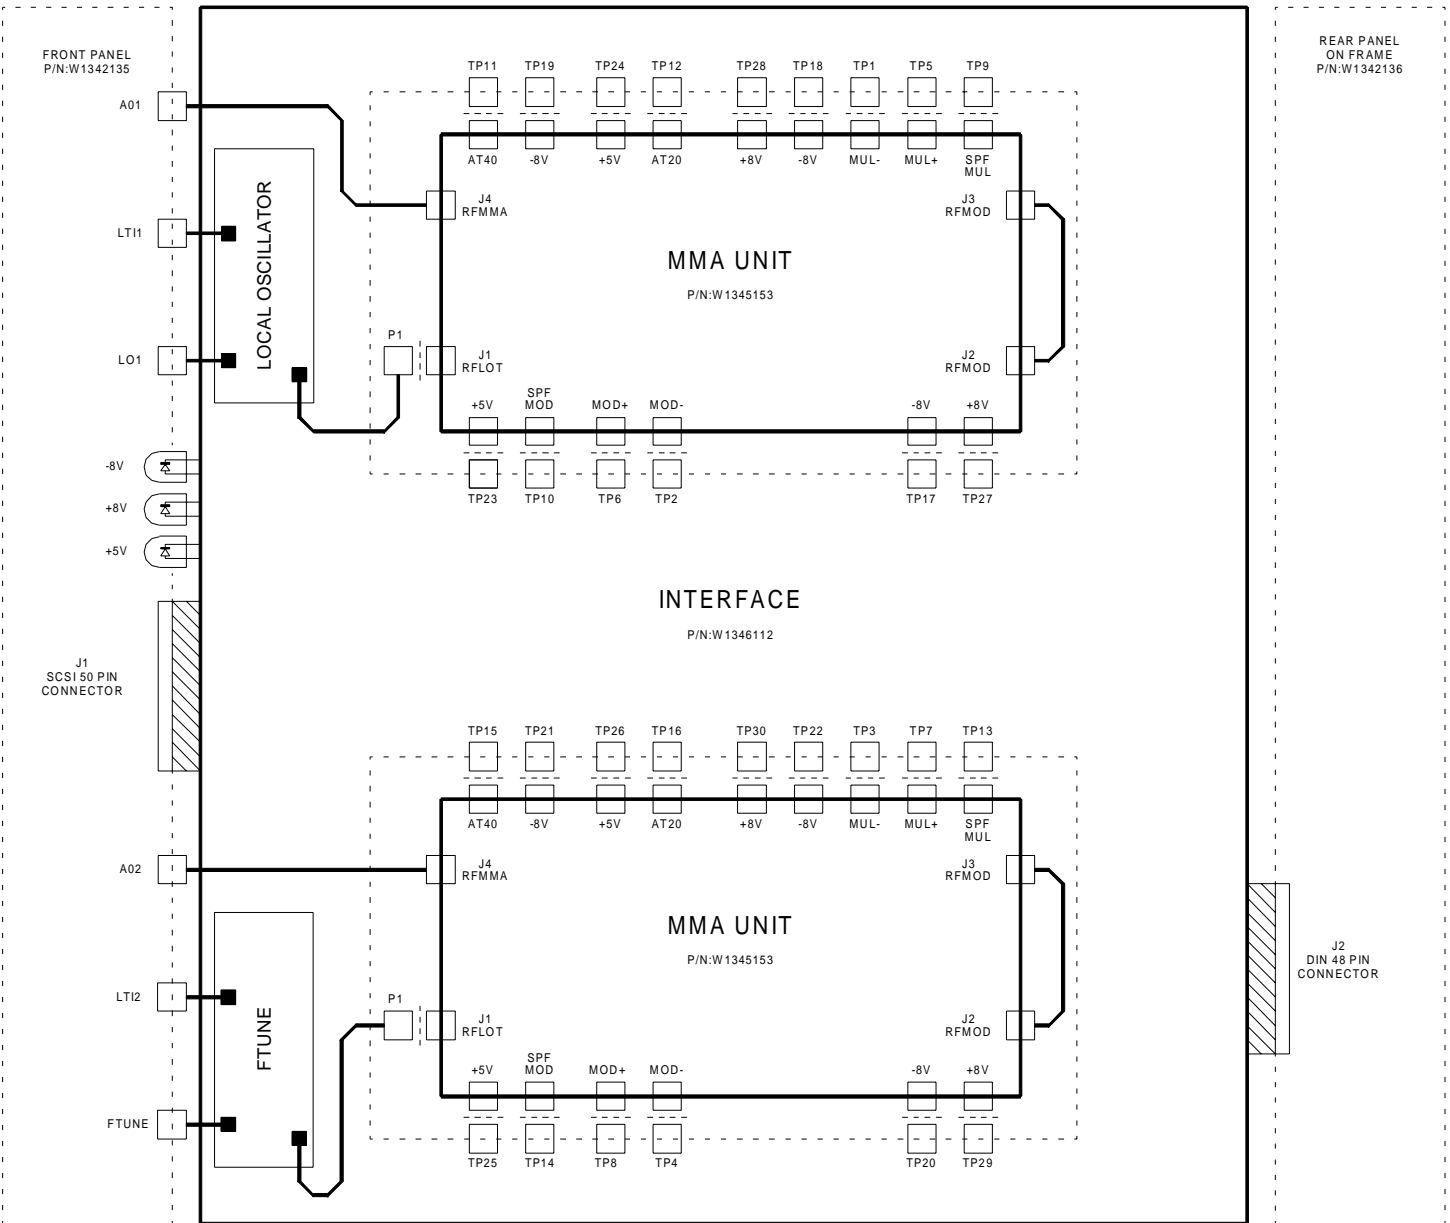 FRONT PANEL
P/N:W1342135
REAR PANEL
ON FRAME
P/N:W1342136
A01
LTI1
LO1
LOCAL OSCILLATOR
-8V
+8V
+5V
J1
SCSI 50 PIN
CONNECTOR
TP11 TP19 TP24 TP12 TP28 TP18 TP1 TP5 TP9
AT40 -8V +5V AT20 +8V -8V MUL- MUL+ SPF
MUL
J4
RFMMA
J3
RFMOD
MMA UNIT
P/N:W1345153
P1
J1
RFLOT
J2
RFMOD
+5V SPF
MOD MOD+ MOD- -8V +8V
TP23 TP10 TP6 TP2 TP17 TP27
INTERFACE
P/N:W1346112
TP15 TP21 TP26 TP16 TP30 TP22 TP3 TP7 TP13
AT40 -8V +5V AT20 +8V -8V MUL- MUL+ SPF
MUL
A02
J4
RFMMA
J3
RFMOD
MMA UNIT
P/N:W1345153
J2
DIN 48 PIN
CONNECTOR
LTI2
FTUNE
P1
J1
RFLOT
J2
RFMOD
+5V SPF
MOD MOD+ MOD- -8V +8V
FTUNE
TP25 TP14 TP8 TP4 TP20 TP29